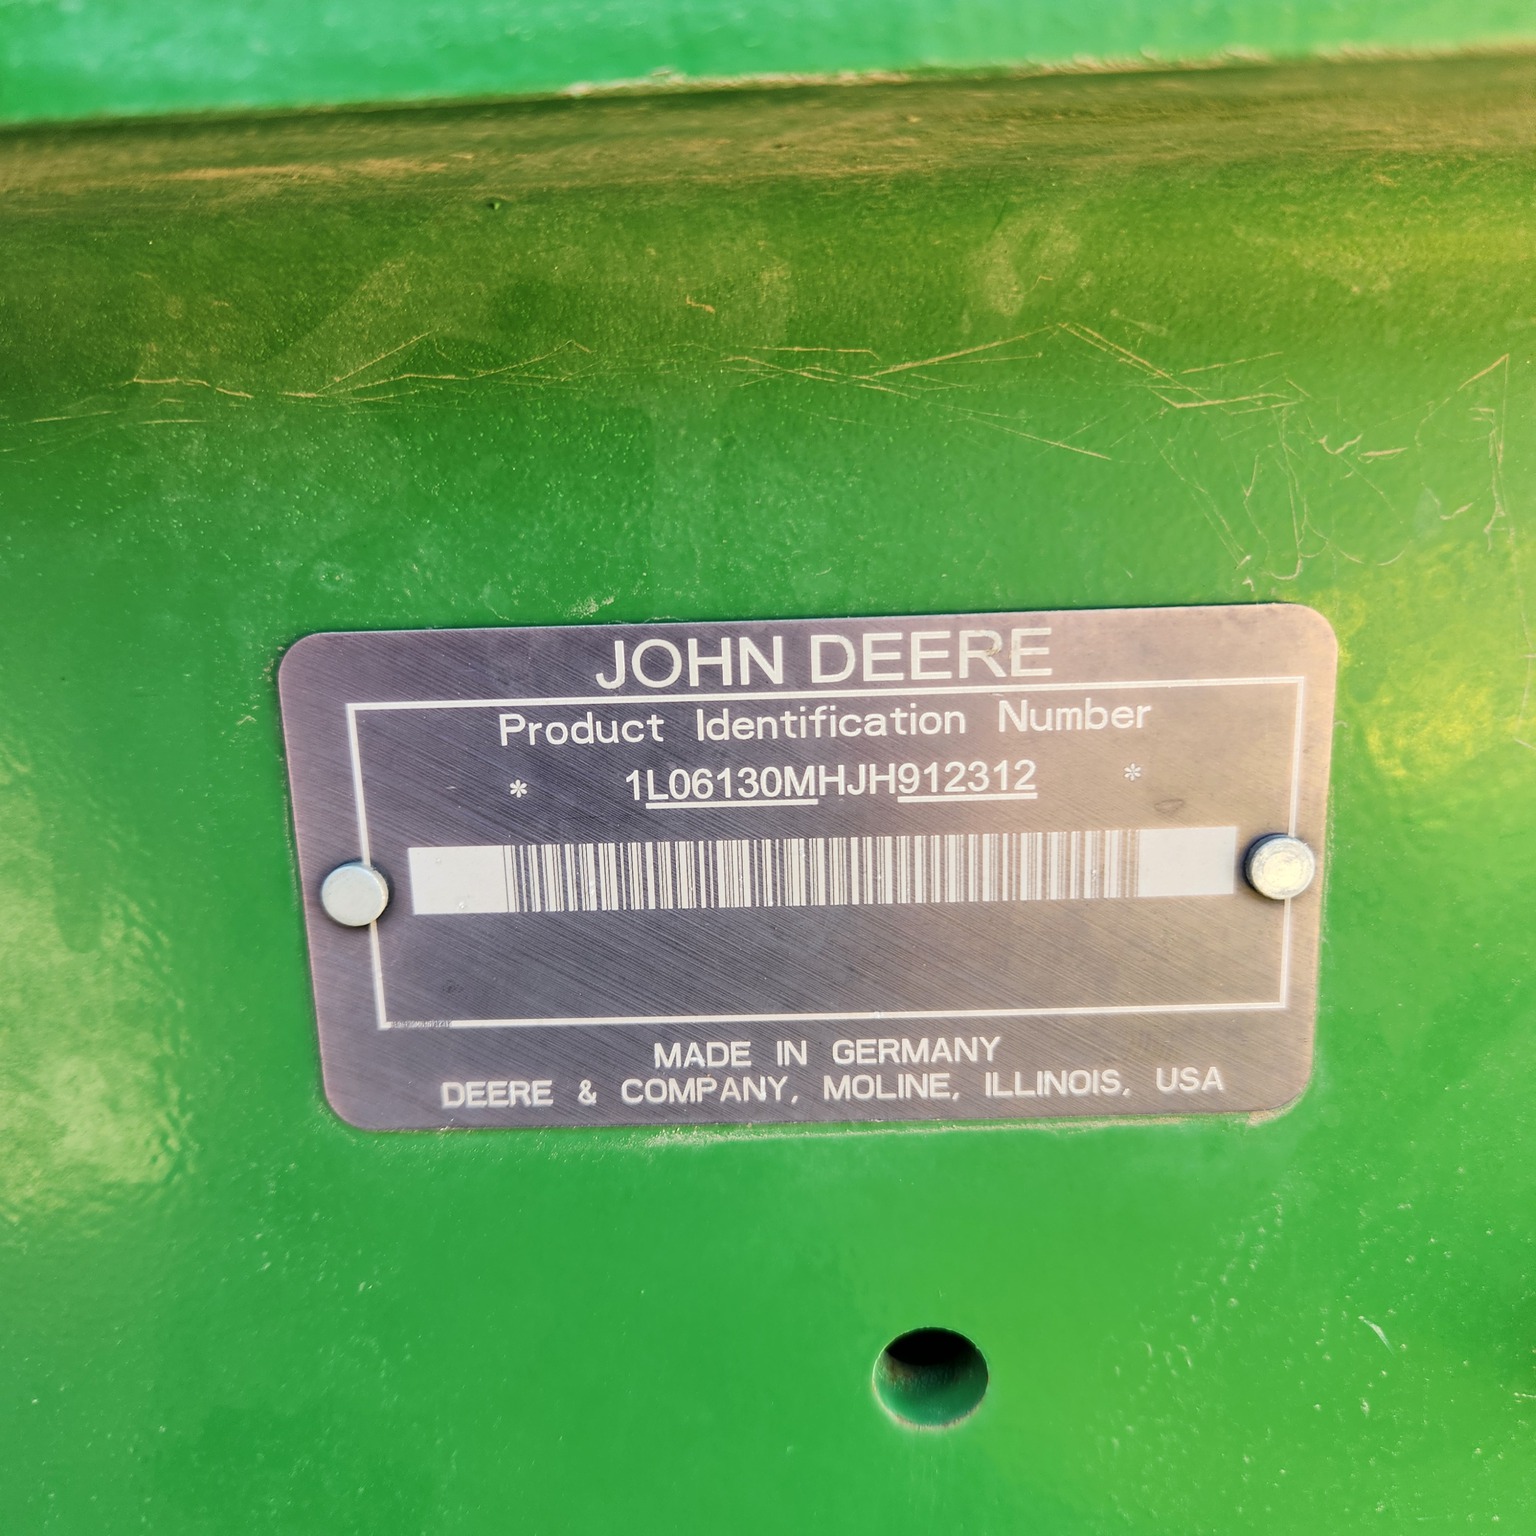 JOHN DEERE
Product Identification Number
* 1L06130MHJH912312 *
MADE IN GERMANY
DEERE & COMPANY, MOLINE, ILLINOIS, USA